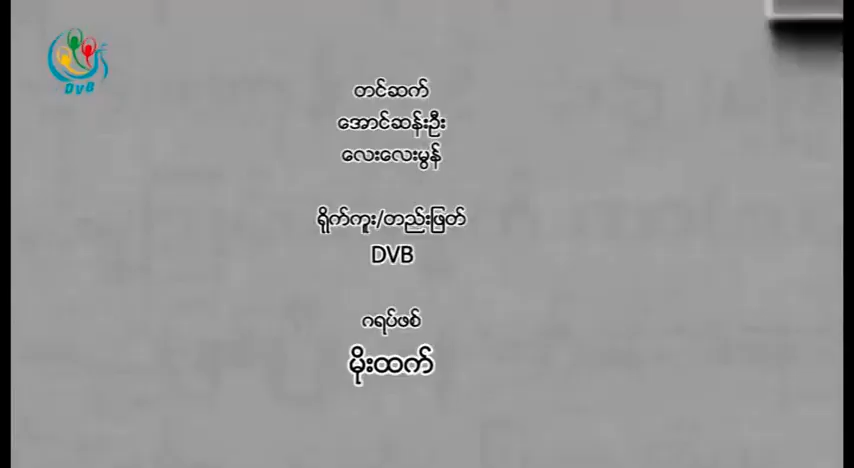 DVB
တင်ဆက်
အောင်ဆန်းဦး
လေးလေးမွန်
ရိုက်ကူး/တည်းဖြတ်
DVB
ဂရပ်ဖစ်
မိုးထက်